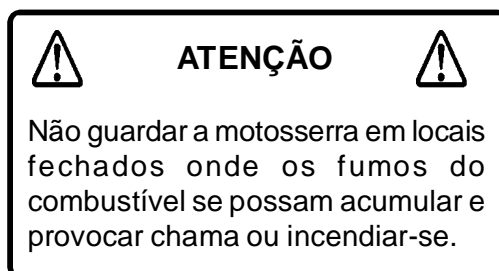 ATENÇÃO
Não guardar a motosserra em locais
fechados onde os fumos do
combustível se possam acumular e
provocar chama ou incendiar-se.